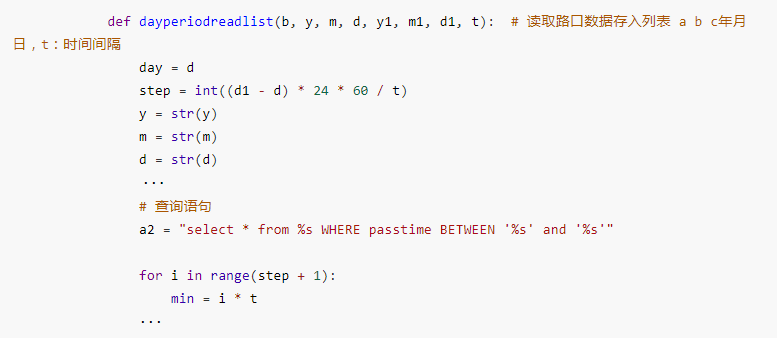 def dayperiodreadlist(b, y, m, d, y1, m1, d1, t):  # 读取路口数据存入列表 a b c年月
日，t：时间间隔
day = d
step = int((d1 - d) * 24 * 60 / t)
y = str(y)
m = str(m)
d = str(d)
...
# 查询语句
a2 = "select * from %s WHERE passtime BETWEEN '%s' and '%s'"
for i in range(step + 1):
min = i * t
...